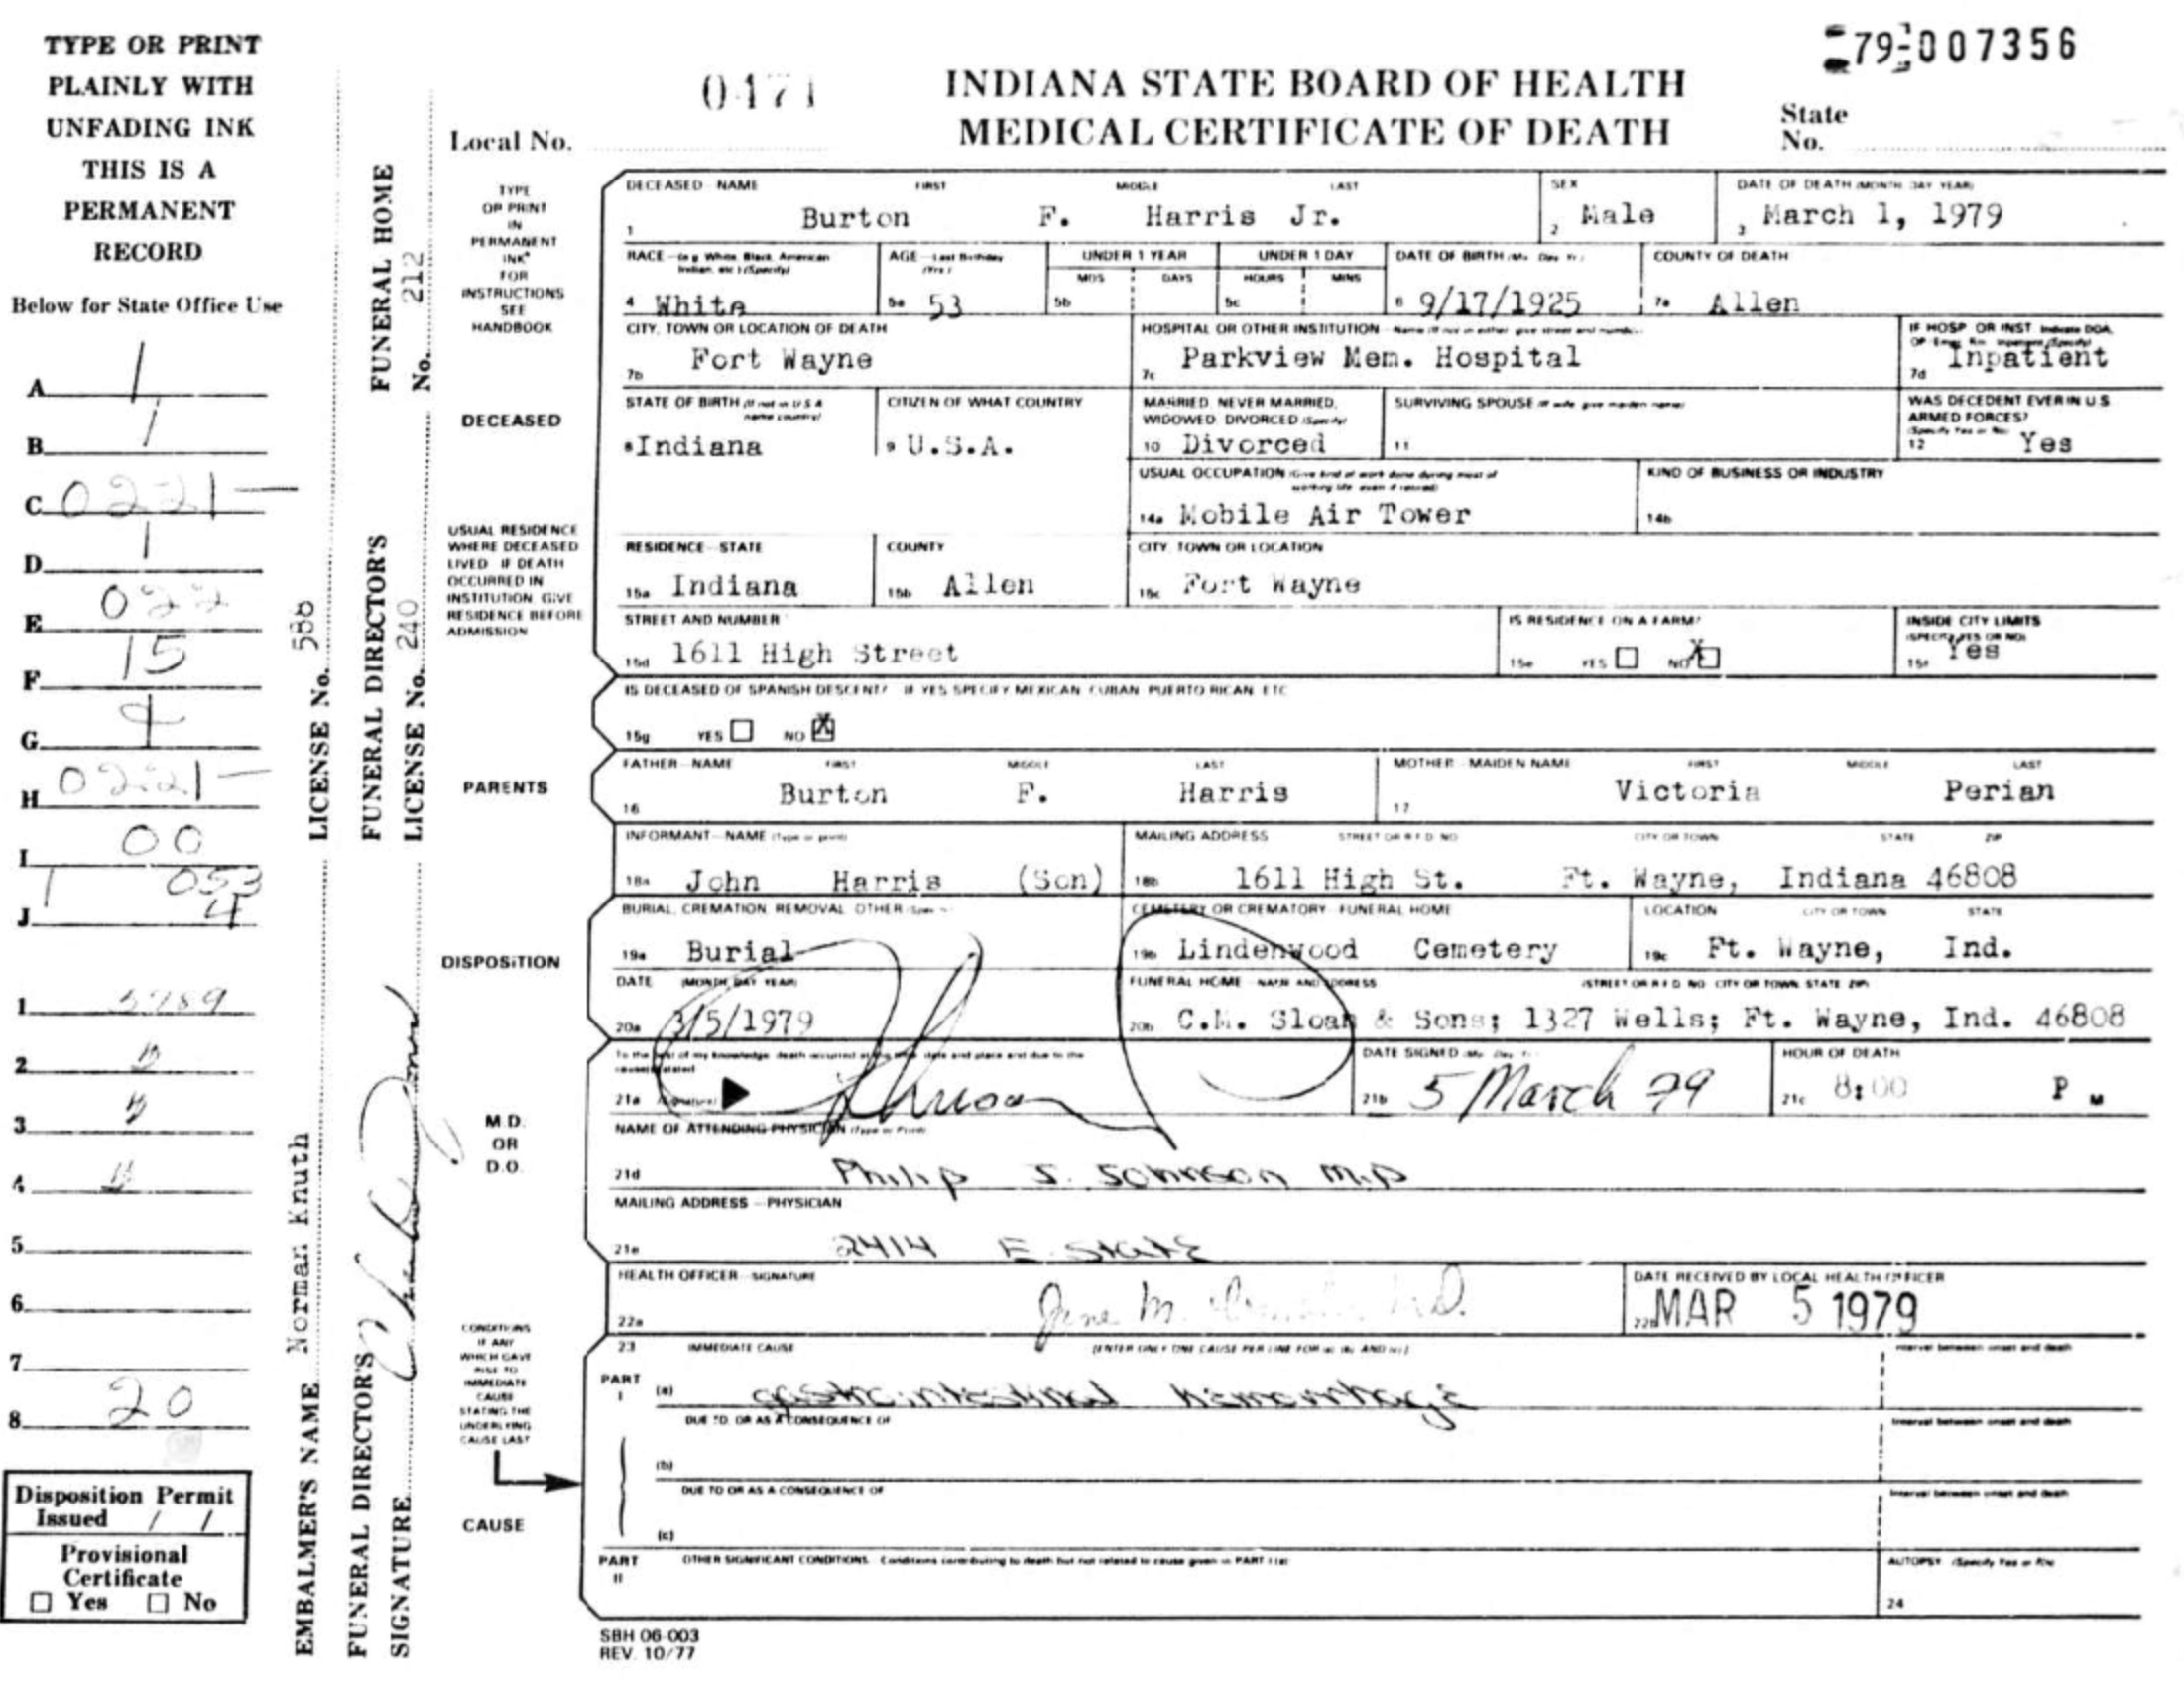 TYPE OR PRINT
PLAINLY WITH
UNFADING INK
THIS IS A
PERMANENT
RECORD
Below for State Office Use
A 1
B 1
C 0221-
D 1
E 022
F 15
G
H 0221-
I 00
053
J 4
1 5789
2
3
4
5
6
7
8 20
Disposition Permit
Issued / /
Provisional
Certificate
☐ Yes ☐ No
EMBALMER'S NAME Norman Knuth LICENSE No. 588
FUNERAL DIRECTOR'S
SIGNATURE
FUNERAL DIRECTOR'S
LICENSE No. 240
FUNERAL HOME
No. 212
79-007356
0471
INDIANA STATE BOARD OF HEALTH
MEDICAL CERTIFICATE OF DEATH
State
No.
Local No.
TYPE
OR PRINT
IN
PERMANENT
INK
FOR
INSTRUCTIONS
SEE
HANDBOOK
DECEASED - NAME FIRST MIDDLE LAST SEX DATE OF DEATH (MONTH, DAY, YEAR)
1 Burton F. Harris Jr. 2 Male 3 March 1, 1979
RACE - (e.g. White, Black, American Indian, etc.) (Specify) AGE - Last Birthday (Yrs.) UNDER 1 YEAR UNDER 1 DAY DATE OF BIRTH (Mo. Day Yr.) COUNTY OF DEATH
MOS DAYS HOURS MINS
4 White 5a 53 5b 5c 6 9/17/1925 7a Allen
CITY, TOWN OR LOCATION OF DEATH HOSPITAL OR OTHER INSTITUTION - Name (If not in either, give street and number) IF HOSP OR INST Indicate DOA,
7b Fort Wayne 7c Parkview Mem. Hospital 7d Inpatient
DECEASED
STATE OF BIRTH (If not in U S A name country) CITIZEN OF WHAT COUNTRY MARRIED, NEVER MARRIED, WIDOWED, DIVORCED (Specify) SURVIVING SPOUSE (If wife, give maiden name) WAS DECEDENT EVER IN U.S. ARMED FORCES? (Specify Yes or No)
8 Indiana 9 U.S.A. 10 Divorced 11 12 Yes
USUAL OCCUPATION (Give kind of work done during most of working life, even if retired) KIND OF BUSINESS OR INDUSTRY
14a Mobile Air Tower 14b
USUAL RESIDENCE
WHERE DECEASED
LIVED IF DEATH
OCCURRED IN
INSTITUTION, GIVE
RESIDENCE BEFORE
ADMISSION
RESIDENCE - STATE COUNTY CITY, TOWN OR LOCATION
15a Indiana 15b Allen 15c Fort Wayne
STREET AND NUMBER IS RESIDENCE ON A FARM? INSIDE CITY LIMITS (SPECIFY YES OR NO)
15d 1611 High Street 15e YES ☐ NO ☒ 15f Yes
IS DECEASED OF SPANISH DESCENT? IF YES SPECIFY MEXICAN, CUBAN, PUERTO RICAN, ETC
15g YES ☐ NO ☒
PARENTS
FATHER - NAME FIRST MIDDLE LAST MOTHER - MAIDEN NAME FIRST MIDDLE LAST
16 Burton F. Harris 17 Victoria Perian
INFORMANT - NAME (Type or print) MAILING ADDRESS STREET OR R.F.D. NO CITY OR TOWN STATE ZIP
18a John Harris (Son) 18b 1611 High St. Ft. Wayne, Indiana 46808
DISPOSITION
BURIAL, CREMATION, REMOVAL, OTHER (Specify) CEMETERY OR CREMATORY - FUNERAL HOME LOCATION CITY OR TOWN STATE
19a Burial 19b Lindenwood Cemetery 19c Ft. Wayne, Ind.
DATE (MONTH, DAY, YEAR) FUNERAL HOME - NAME AND ADDRESS (STREET OR R.F.D. NO. CITY OR TOWN, STATE, ZIP)
20a 3/5/1979 20b C.M. Sloan & Sons; 1327 Wells; Ft. Wayne, Ind. 46808
M.D.
OR
D.O.
To the best of my knowledge, death occurred at the time, date and place and due to the cause(s) stated DATE SIGNED (Mo. Day Yr.) HOUR OF DEATH
21a (Signature) 21b 5 March 79 21c 8:00 P M
NAME OF ATTENDING PHYSICIAN (Type or Print)
21d Philip S. Johnson M.D
MAILING ADDRESS - PHYSICIAN
21e 2414 E. State
HEALTH OFFICER - SIGNATURE DATE RECEIVED BY LOCAL HEALTH OFFICER
22a Jane M. M.D. 22b MAR 5 1979
CONDITIONS
IF ANY
WHICH GAVE
RISE TO
IMMEDIATE
CAUSE
STATING THE
UNDERLYING
CAUSE LAST
CAUSE
23 IMMEDIATE CAUSE (ENTER ONLY ONE CAUSE PER LINE FOR (a), (b), AND (c)) Interval between onset and death
PART I (a) gastrointestinal hemorrhage
DUE TO, OR AS A CONSEQUENCE OF Interval between onset and death
(b)
DUE TO OR AS A CONSEQUENCE OF Interval between onset and death
(c)
PART II OTHER SIGNIFICANT CONDITIONS - Conditions contributing to death but not related to cause given in PART I (a) AUTOPSY (Specify Yes or No)
24
SBH 06-003
REV. 10/77